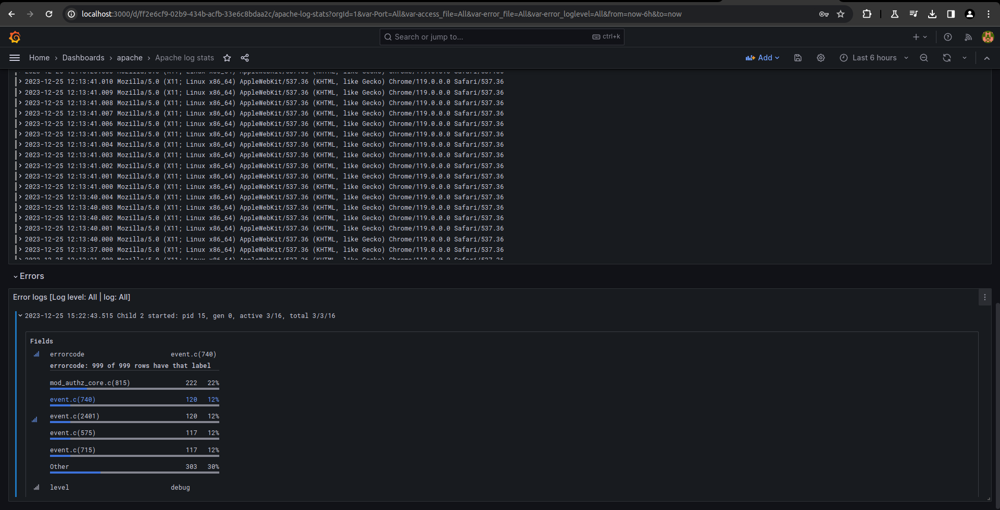 localhost:3000/d/ff2e6cf9-02b9-434b-acfb-33e6c8bdaa2c/apache-log-stats?orgId=1&var-Port=All&var-access_file=All&var-error_file=All&var-error_loglevel=All&from=now-6h&to=now
Search or jump to... ctrl+k
Home > Dashboards > apache > Apache log stats Add Last 6 hours
2023-12-25 12:13:41.010 Mozilla/5.0 (X11; Linux x86_64) AppleWebKit/537.36 (KHTML, like Gecko) Chrome/119.0.0.0 Safari/537.36
2023-12-25 12:13:41.009 Mozilla/5.0 (X11; Linux x86_64) AppleWebKit/537.36 (KHTML, like Gecko) Chrome/119.0.0.0 Safari/537.36
2023-12-25 12:13:41.008 Mozilla/5.0 (X11; Linux x86_64) AppleWebKit/537.36 (KHTML, like Gecko) Chrome/119.0.0.0 Safari/537.36
2023-12-25 12:13:41.007 Mozilla/5.0 (X11; Linux x86_64) AppleWebKit/537.36 (KHTML, like Gecko) Chrome/119.0.0.0 Safari/537.36
2023-12-25 12:13:41.006 Mozilla/5.0 (X11; Linux x86_64) AppleWebKit/537.36 (KHTML, like Gecko) Chrome/119.0.0.0 Safari/537.36
2023-12-25 12:13:41.005 Mozilla/5.0 (X11; Linux x86_64) AppleWebKit/537.36 (KHTML, like Gecko) Chrome/119.0.0.0 Safari/537.36
2023-12-25 12:13:41.004 Mozilla/5.0 (X11; Linux x86_64) AppleWebKit/537.36 (KHTML, like Gecko) Chrome/119.0.0.0 Safari/537.36
2023-12-25 12:13:41.003 Mozilla/5.0 (X11; Linux x86_64) AppleWebKit/537.36 (KHTML, like Gecko) Chrome/119.0.0.0 Safari/537.36
2023-12-25 12:13:41.002 Mozilla/5.0 (X11; Linux x86_64) AppleWebKit/537.36 (KHTML, like Gecko) Chrome/119.0.0.0 Safari/537.36
2023-12-25 12:13:41.001 Mozilla/5.0 (X11; Linux x86_64) AppleWebKit/537.36 (KHTML, like Gecko) Chrome/119.0.0.0 Safari/537.36
2023-12-25 12:13:41.000 Mozilla/5.0 (X11; Linux x86_64) AppleWebKit/537.36 (KHTML, like Gecko) Chrome/119.0.0.0 Safari/537.36
2023-12-25 12:13:40.004 Mozilla/5.0 (X11; Linux x86_64) AppleWebKit/537.36 (KHTML, like Gecko) Chrome/119.0.0.0 Safari/537.36
2023-12-25 12:13:40.003 Mozilla/5.0 (X11; Linux x86_64) AppleWebKit/537.36 (KHTML, like Gecko) Chrome/119.0.0.0 Safari/537.36
2023-12-25 12:13:40.002 Mozilla/5.0 (X11; Linux x86_64) AppleWebKit/537.36 (KHTML, like Gecko) Chrome/119.0.0.0 Safari/537.36
2023-12-25 12:13:40.001 Mozilla/5.0 (X11; Linux x86_64) AppleWebKit/537.36 (KHTML, like Gecko) Chrome/119.0.0.0 Safari/537.36
2023-12-25 12:13:40.000 Mozilla/5.0 (X11; Linux x86_64) AppleWebKit/537.36 (KHTML, like Gecko) Chrome/119.0.0.0 Safari/537.36
2023-12-25 12:13:37.000 Mozilla/5.0 (X11; Linux x86_64) AppleWebKit/537.36 (KHTML, like Gecko) Chrome/119.0.0.0 Safari/537.36
Errors
Error logs [Log level: All | log: All]
2023-12-25 15:22:43.515 Child 2 started: pid 15, gen 0, active 3/16, total 3/3/16
Fields
errorcode event.c(740)
errorcode: 999 of 999 rows have that label
mod_authz_core.c(815) 222 22%
event.c(740) 120 12%
event.c(2401) 120 12%
event.c(575) 117 12%
event.c(715) 117 12%
Other 303 30%
level debug